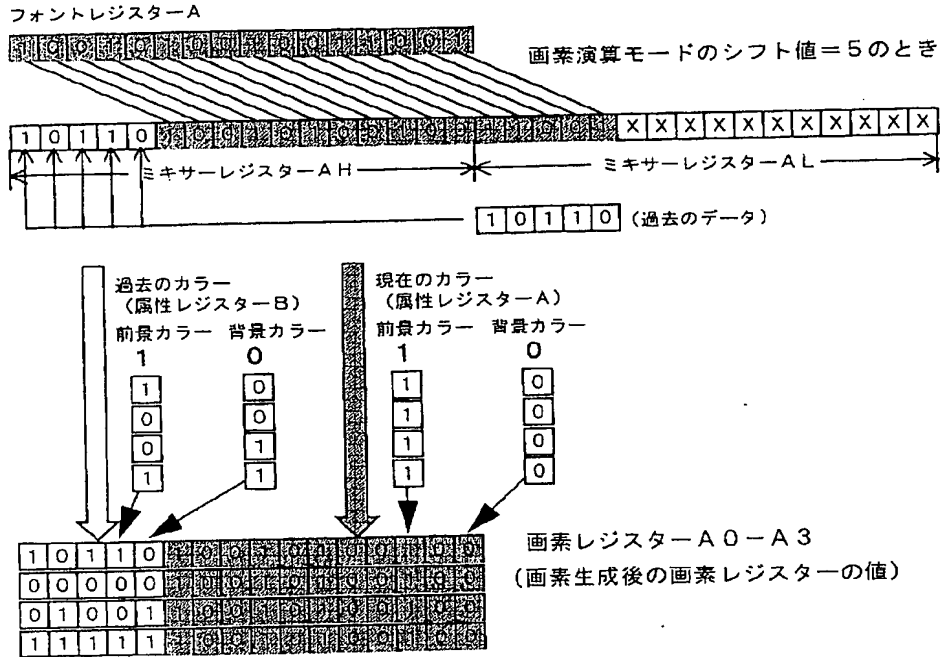 フォントレジスターA
画素演算モードのシフト値=5のとき
1 0 1 1 0 X X X X X X X X X X X
ミキサーレジスターAH ミキサーレジスターAL
1 0 1 1 0 (過去のデータ)
過去のカラー
(属性レジスターB)
前景カラー 背景カラー
1 0
1 0
0 0
0 1
1 1
現在のカラー
(属性レジスターA)
前景カラー 背景カラー
1 0
1 0
1 0
1 0
1 0
1 0 1 1 0
0 0 0 0 0
0 1 0 0 1
1 1 1 1 1
画素レジスターA0-A3
(画素生成後の画素レジスターの値)